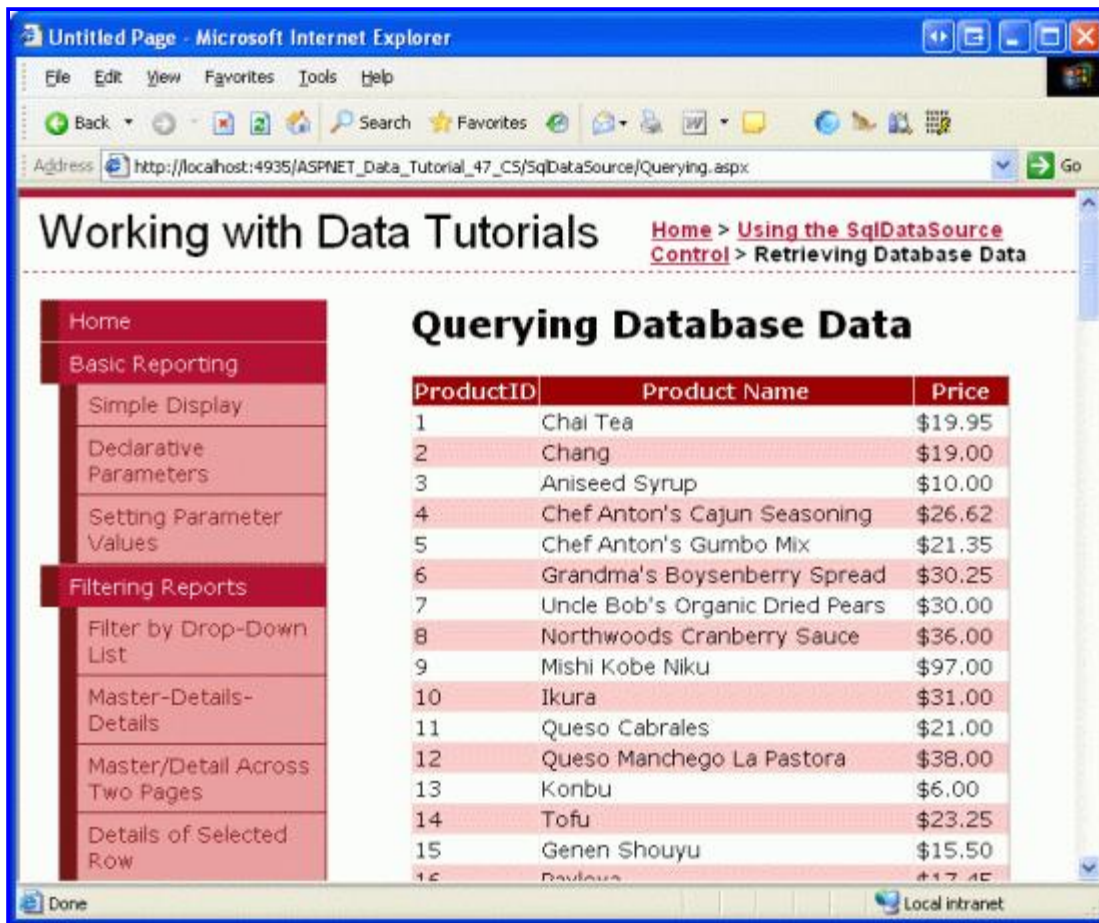 Untitled Page - Microsoft Internet Explorer
File Edit View Favorites Tools Help
Back Search Favorites
Address http://localhost:4935/ASPNET_Data_Tutorial_47_CS/SqlDataSource/Querying.aspx Go
Working with Data Tutorials
Home > Using the SqlDataSource
Control > Retrieving Database Data
Home
Basic Reporting
Simple Display
Declarative
Parameters
Setting Parameter
Values
Filtering Reports
Filter by Drop-Down
List
Master-Details-
Details
Master/Detail Across
Two Pages
Details of Selected
Row
Querying Database Data
ProductID Product Name Price
1 Chai Tea $19.95
2 Chang $19.00
3 Aniseed Syrup $10.00
4 Chef Anton's Cajun Seasoning $26.62
5 Chef Anton's Gumbo Mix $21.35
6 Grandma's Boysenberry Spread $30.25
7 Uncle Bob's Organic Dried Pears $30.00
8 Northwoods Cranberry Sauce $36.00
9 Mishi Kobe Niku $97.00
10 Ikura $31.00
11 Queso Cabrales $21.00
12 Queso Manchego La Pastora $38.00
13 Konbu $6.00
14 Tofu $23.25
15 Genen Shouyu $15.50
16 Pavlova $17.45
Done Local intranet